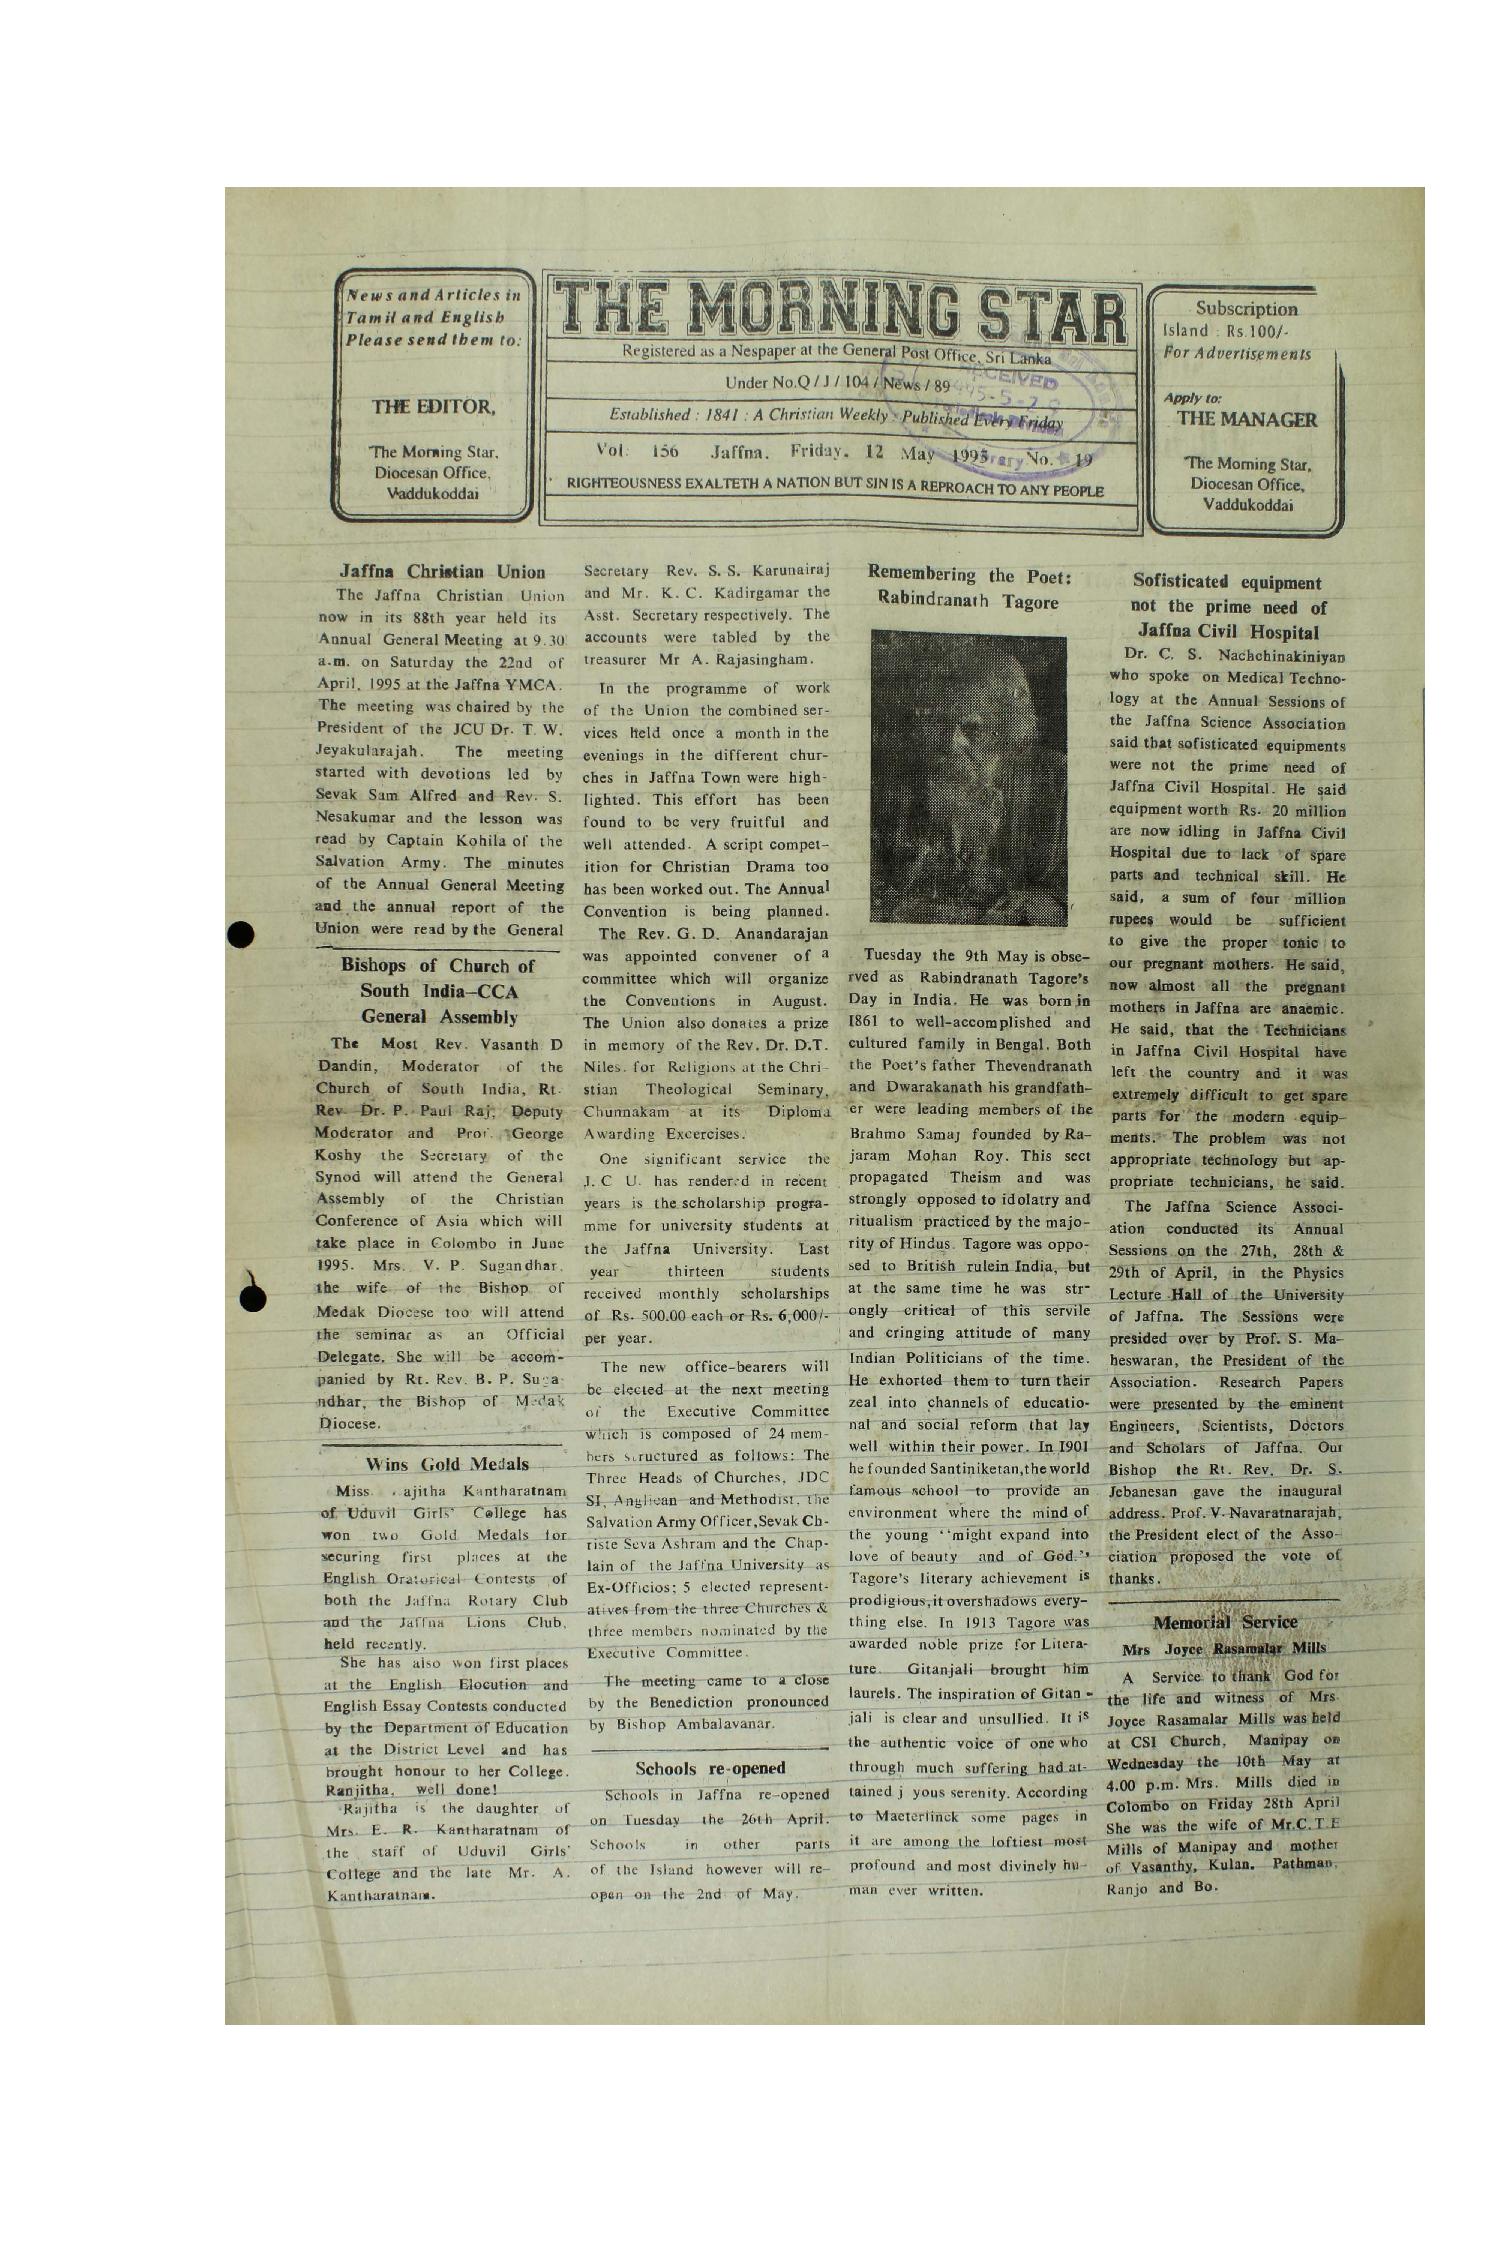 News and Articles in
Tamil and English
Please send them to:
THE EDITOR,
The Morning Star,
Diocesan Office,
Vaddukoddai
THE MORNING STAR
Registered as a Nespaper at the General Post Office, Sri Lanka
Under No.Q / J / 104 / News / 89
Established : 1841 : A Christian Weekly : Published Every Friday
Vol. 156 Jaffna. Friday. 12 May 1995 No. 19
RIGHTEOUSNESS EXALTETH A NATION BUT SIN IS A REPROACH TO ANY PEOPLE
RECEIVED
Subscription
Island : Rs.100/-
For Advertisements
Apply to:
THE MANAGER
The Morning Star,
Diocesan Office,
Vaddukoddai
Jaffna Christian Union
The Jaffna Christian Union
now in its 88th year held its
Annual General Meeting at 9.30
a.m. on Saturday the 22nd of
April, 1995 at the Jaffna YMCA.
The meeting was chaired by the
President of the JCU Dr. T. W.
Jeyakularajah. The meeting
started with devotions led by
Sevak Sam Alfred and Rev. S.
Nesakumar and the lesson was
read by Captain Kohila of the
Salvation Army. The minutes
of the Annual General Meeting
and the annual report of the
Union were read by the General
Bishops of Church of
South India–CCA
General Assembly
The Most Rev. Vasanth D
Dandin, Moderator of the
Church of South India, Rt.
Rev. Dr. P. Paul Raj, Deputy
Moderator and Prof. George
Koshy the Secretary of the
Synod will attend the General
Assembly of the Christian
Conference of Asia which will
take place in Colombo in June
1995. Mrs. V. P. Sugandhar,
the wife of the Bishop of
Medak Diocese too will attend
the seminar as an Official
Delegate. She will be accom-
panied by Rt. Rev. B. P. Suga-
ndhar, the Bishop of Medak
Diocese.
Wins Gold Medals
Miss. ajitha Kantharatnam
of Uduvil Girls' College has
won two Gold Medals for
securing first places at the
English Oratorical Contests of
both the Jaffna Rotary Club
and the Jaffna Lions Club,
held recently.
She has also won first places
at the English Elocution and
English Essay Contests conducted
by the Department of Education
at the District Level and has
brought honour to her College.
Ranjitha, well done!
Rajitha is the daughter of
Mrs. E. R. Kantharatnam of
the staff of Uduvil Girls'
College and the late Mr. A.
Kantharatnam.
Secretary Rev. S. S. Karunairaj
and Mr. K. C. Kadirgamar the
Asst. Secretary respectively. The
accounts were tabled by the
treasurer Mr A. Rajasingham.
In the programme of work
of the Union the combined ser-
vices held once a month in the
evenings in the different chur-
ches in Jaffna Town were high-
lighted. This effort has been
found to be very fruitful and
well attended. A script compet-
ition for Christian Drama too
has been worked out. The Annual
Convention is being planned.
The Rev. G. D. Anandarajan
was appointed convener of a
committee which will organize
the Conventions in August.
The Union also donates a prize
in memory of the Rev. Dr. D.T.
Niles. for Religions at the Chri-
stian Theological Seminary,
Chunnakam at its Diploma
Awarding Excercises.
One significant service the
J. C U. has rendered in recent
years is the scholarship progra-
mme for university students at
the Jaffna University. Last
year thirteen students
received monthly scholarships
of Rs. 500.00 each or Rs. 6,000/-
per year.
The new office-bearers will
be elected at the next meeting
of the Executive Committee
which is composed of 24 mem-
bers structured as follows: The
Three Heads of Churches, JDC
SI, Anglican and Methodist, the
Salvation Army Officer, Sevak Ch-
riste Seva Ashram and the Chap-
lain of the Jaffna University as
Ex-Officios; 5 elected represent-
atives from the three Churches &
three members nominated by the
Executive Committee.
The meeting came to a close
by the Benediction pronounced
by Bishop Ambalavanar.
Schools re-opened
Schools in Jaffna re-opened
on Tuesday the 26th April.
Schools in other parts
of the Island however will re-
open on the 2nd of May.
Remembering the Poet:
Rabindranath Tagore
Tuesday the 9th May is obse-
rved as Rabindranath Tagore's
Day in India. He was born in
1861 to well-accomplished and
cultured family in Bengal. Both
the Poet's father Thevendranath
and Dwarakanath his grandfath-
er were leading members of the
Brahmo Samaj founded by Ra-
jaram Mohan Roy. This sect
propagated Theism and was
strongly opposed to idolatry and
ritualism practiced by the majo-
rity of Hindus. Tagore was oppo-
sed to British rulein India, but
at the same time he was str-
ongly critical of this servile
and cringing attitude of many
Indian Politicians of the time.
He exhorted them to turn their
zeal into channels of educatio-
nal and social reform that lay
well within their power. In 1901
he founded Santiniketan, the world
famous school to provide an
environment where the mind of
the young "might expand into
love of beauty and of God."
Tagore's literary achievement is
prodigious, it overshadows every-
thing else. In 1913 Tagore was
awarded noble prize for Litera-
ture. Gitanjali brought him
laurels. The inspiration of Gitan-
jali is clear and unsullied. It is
the authentic voice of one who
through much suffering had at-
tained j yous serenity. According
to Maeterlinck some pages in
it are among the loftiest most
profound and most divinely hu-
man ever written.
Sofisticated equipment
not the prime need of
Jaffna Civil Hospital
Dr. C. S. Nachchinakiniyan
who spoke on Medical Techno-
logy at the Annual Sessions of
the Jaffna Science Association
said that sofisticated equipments
were not the prime need of
Jaffna Civil Hospital. He said
equipment worth Rs. 20 million
are now idling in Jaffna Civil
Hospital due to lack of spare
parts and technical skill. He
said, a sum of four million
rupees would be sufficient
to give the proper tonic to
our pregnant mothers. He said,
now almost all the pregnant
mothers in Jaffna are anaemic.
He said, that the Technicians
in Jaffna Civil Hospital have
left the country and it was
extremely difficult to get spare
parts for the modern equip-
ments. The problem was not
appropriate technology but ap-
propriate technicians, he said.
The Jaffna Science Associ-
ation conducted its Annual
Sessions on the 27th, 28th &
29th of April, in the Physics
Lecture Hall of the University
of Jaffna. The Sessions were
presided over by Prof. S. Ma-
heswaran, the President of the
Association. Research Papers
were presented by the eminent
Engineers, Scientists, Doctors
and Scholars of Jaffna. Our
Bishop the Rt. Rev. Dr. S.
Jebanesan gave the inaugural
address. Prof. V. Navaratnarajah,
the President elect of the Asso-
ciation proposed the vote of
thanks.
Memorial Service
Mrs Joyce Rasamalar Mills
A Service to thank God for
the life and witness of Mrs.
Joyce Rasamalar Mills was held
at CSI Church, Manipay on
Wednesday the 10th May at
4.00 p.m. Mrs. Mills died in
Colombo on Friday 28th April
She was the wife of Mr.C.T E
Mills of Manipay and mother
of Vasanthy, Kulan, Pathman,
Ranjo and Bo.